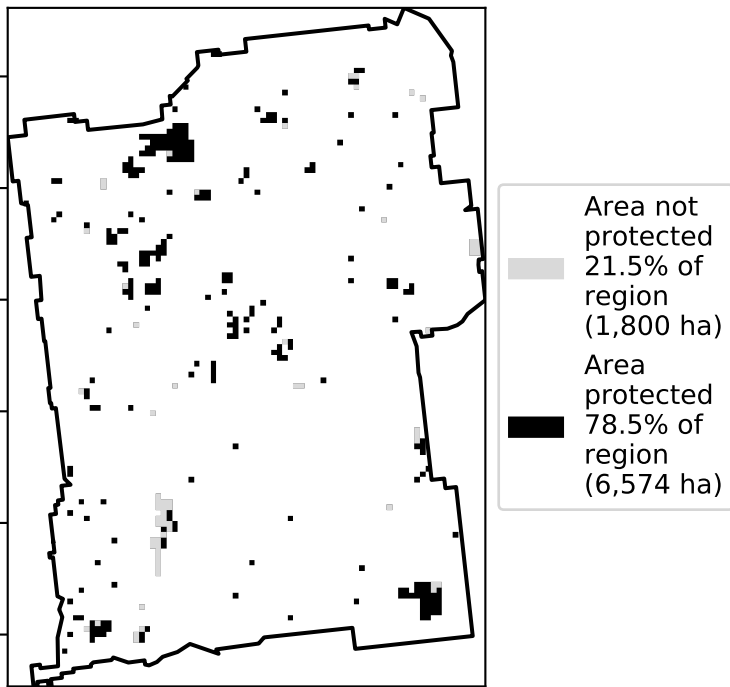 Area not
protected
21.5% of
region
(1,800 ha)
Area
protected
78.5% of
region
(6,574 ha)